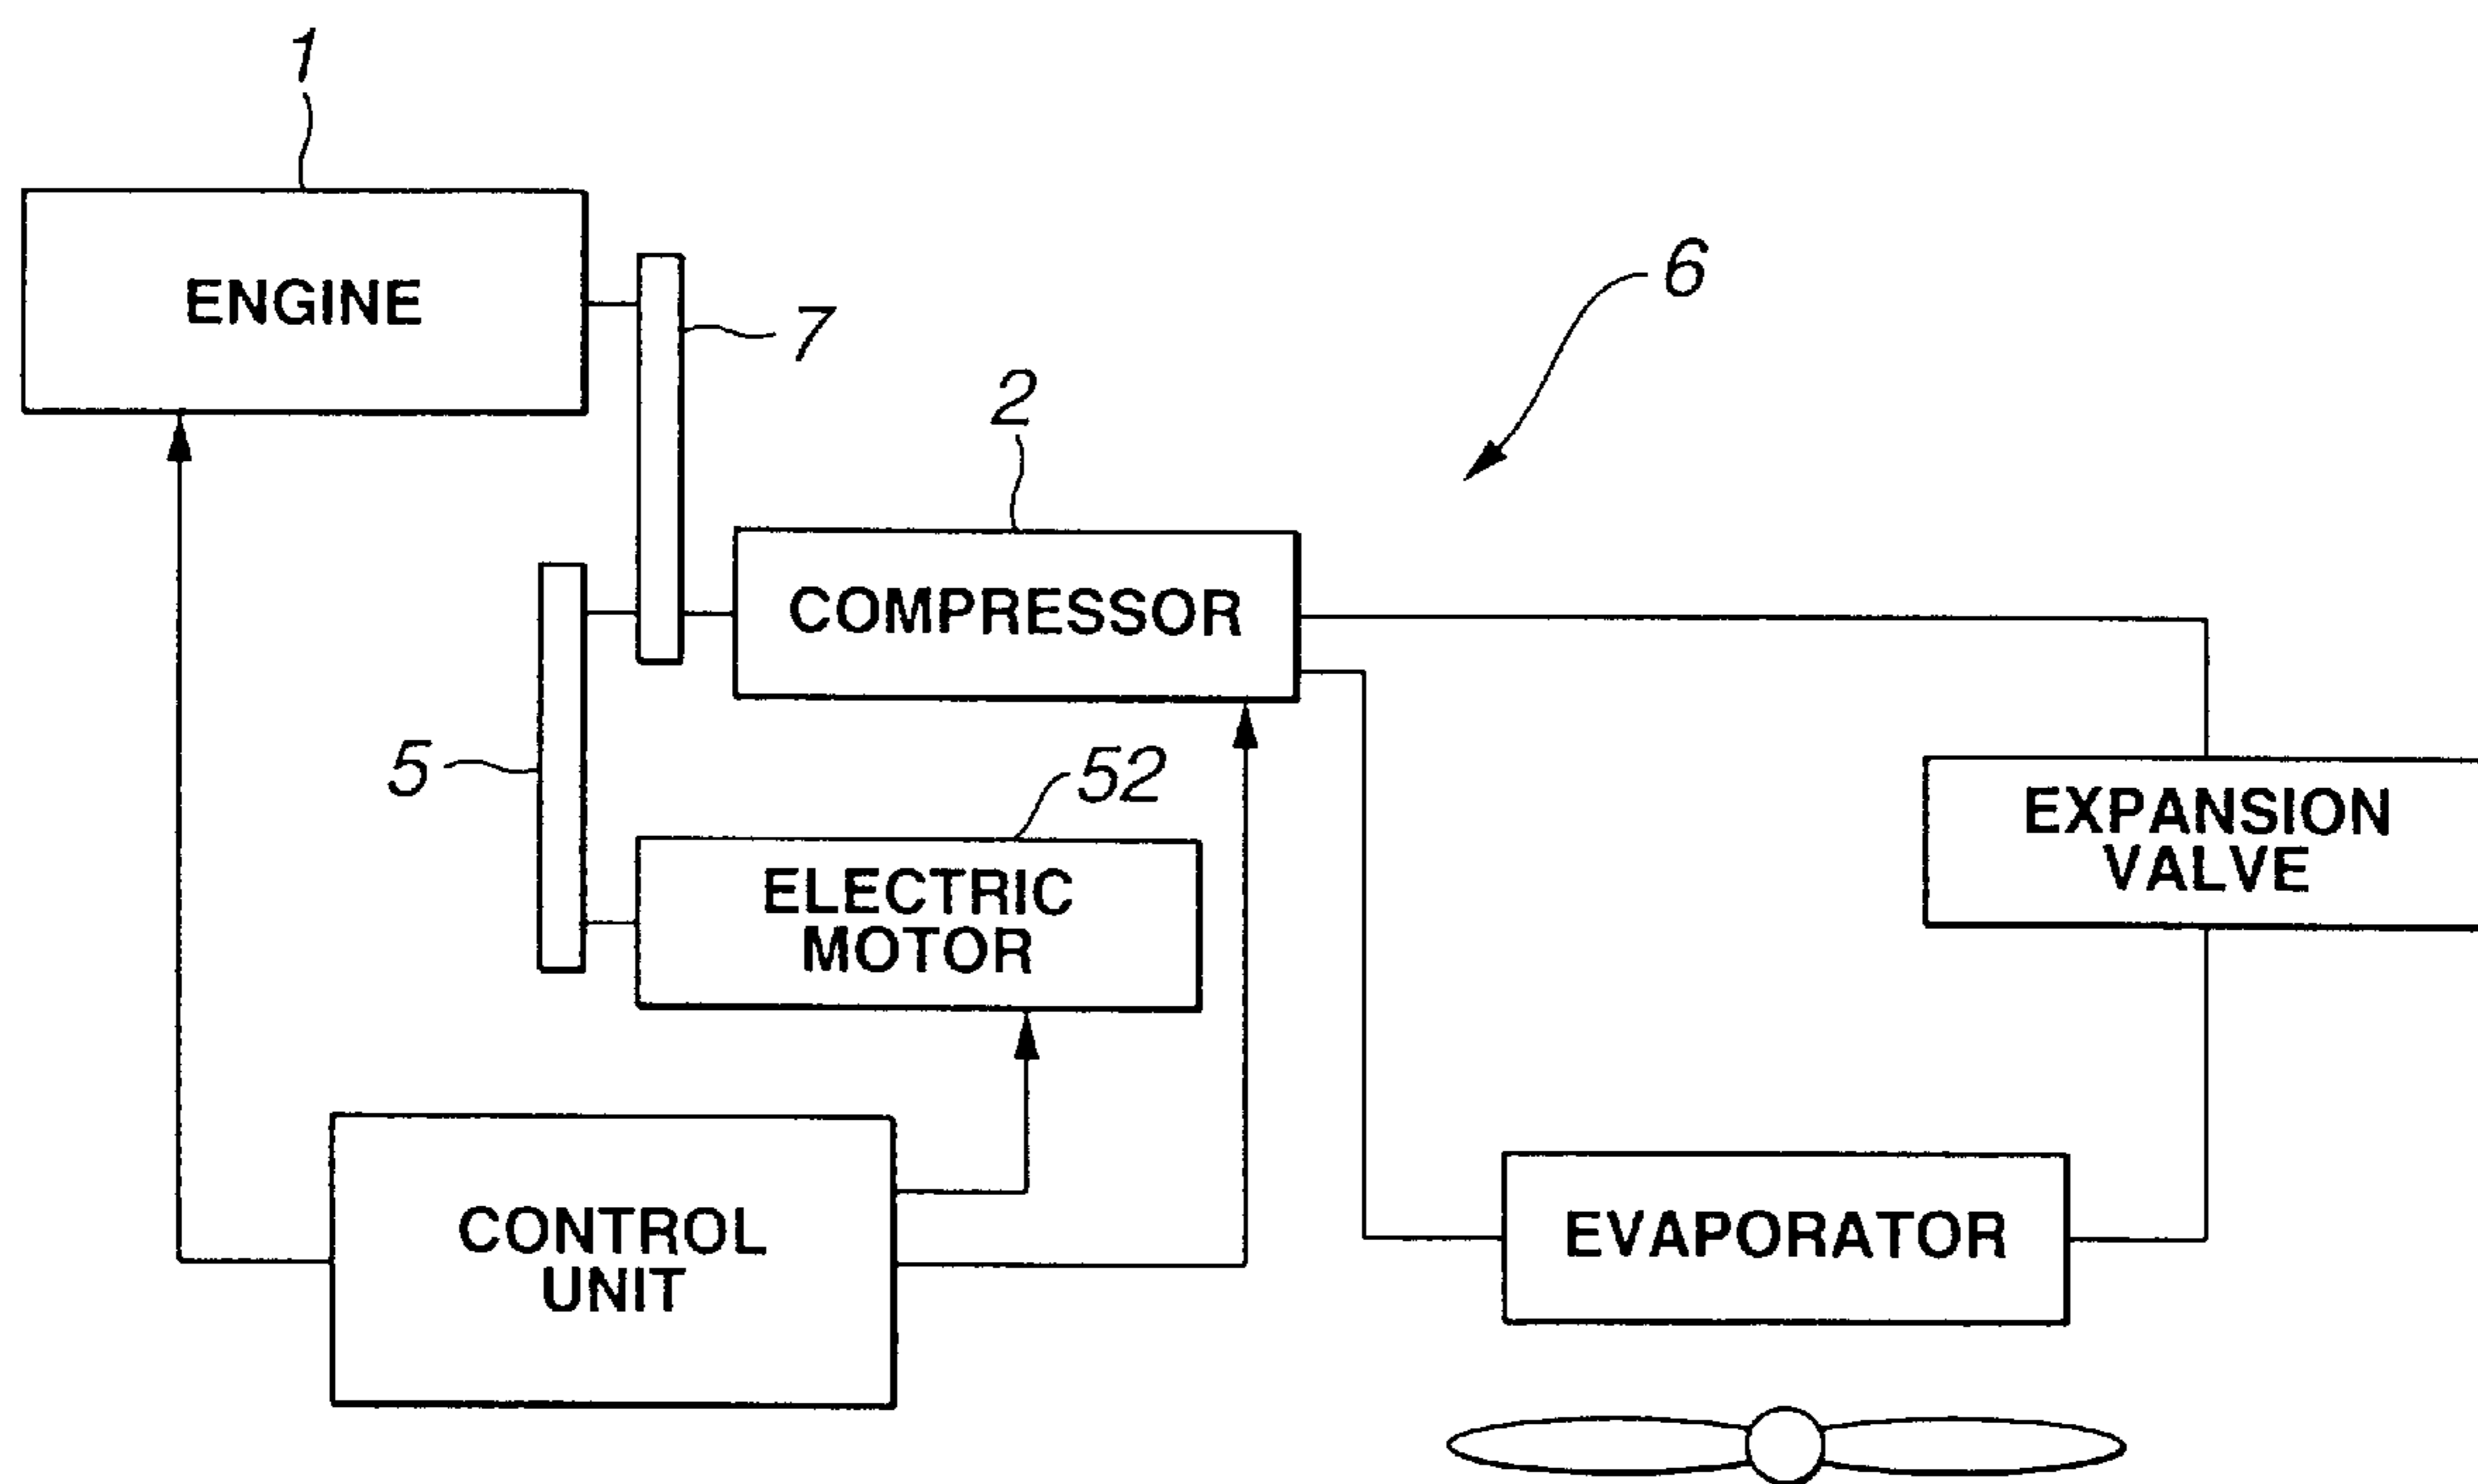 1
ENGINE
7
6
2
COMPRESSOR
5
52
EXPANSION
VALVE
ELECTRIC
MOTOR
CONTROL
UNIT
EVAPORATOR